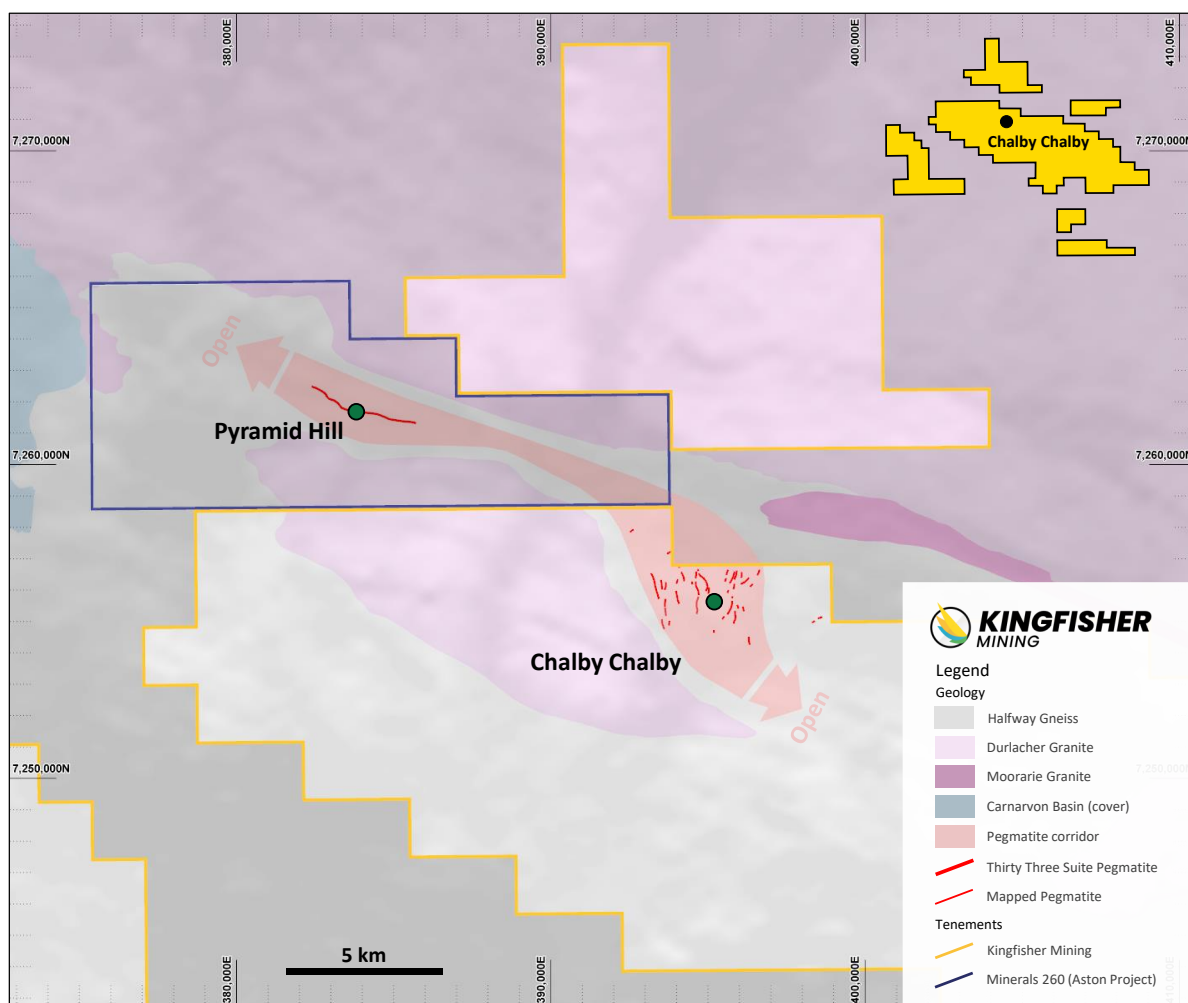 380,000E
390,000E
400,000E
410,000E
7,270,000N
7,270,000N
Chalby Chalby
Open
Pyramid Hill
7,260,000N
7,260,000N
Chalby Chalby
Open
KINGFISHER
MINING
Legend
Geology
Halfway Gneiss
Durlacher Granite
Moorarie Granite
Carnarvon Basin (cover)
Pegmatite corridor
Thirty Three Suite Pegmatite
Mapped Pegmatite
Tenements
Kingfisher Mining
Minerals 260 (Aston Project)
7,250,000N
7,250,000N
5 km
380,000E
390,000E
400,000E
410,000E